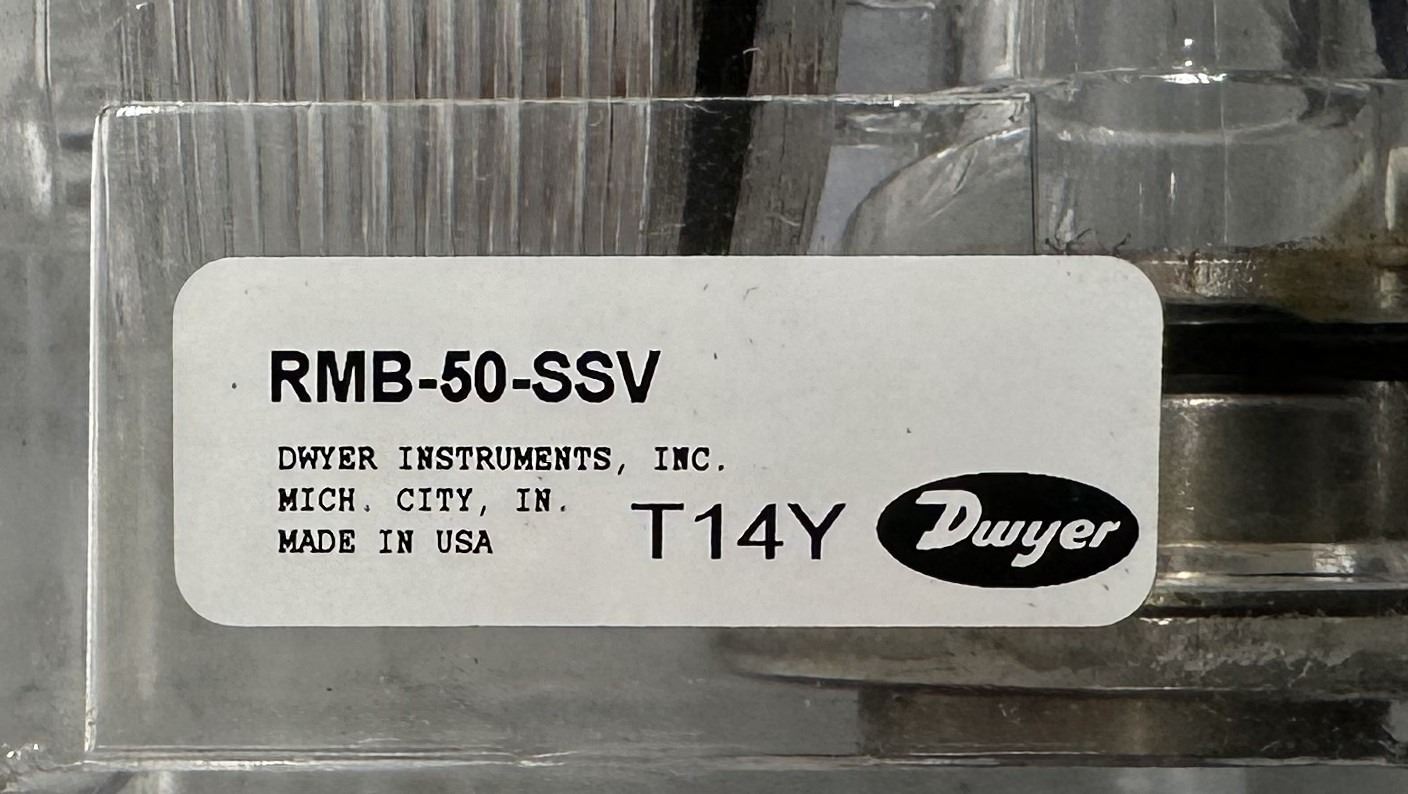 RMB-50-SSV
DWYER INSTRUMENTS, INC.
MICH. CITY, IN.
MADE IN USA
T14Y
Dwyer